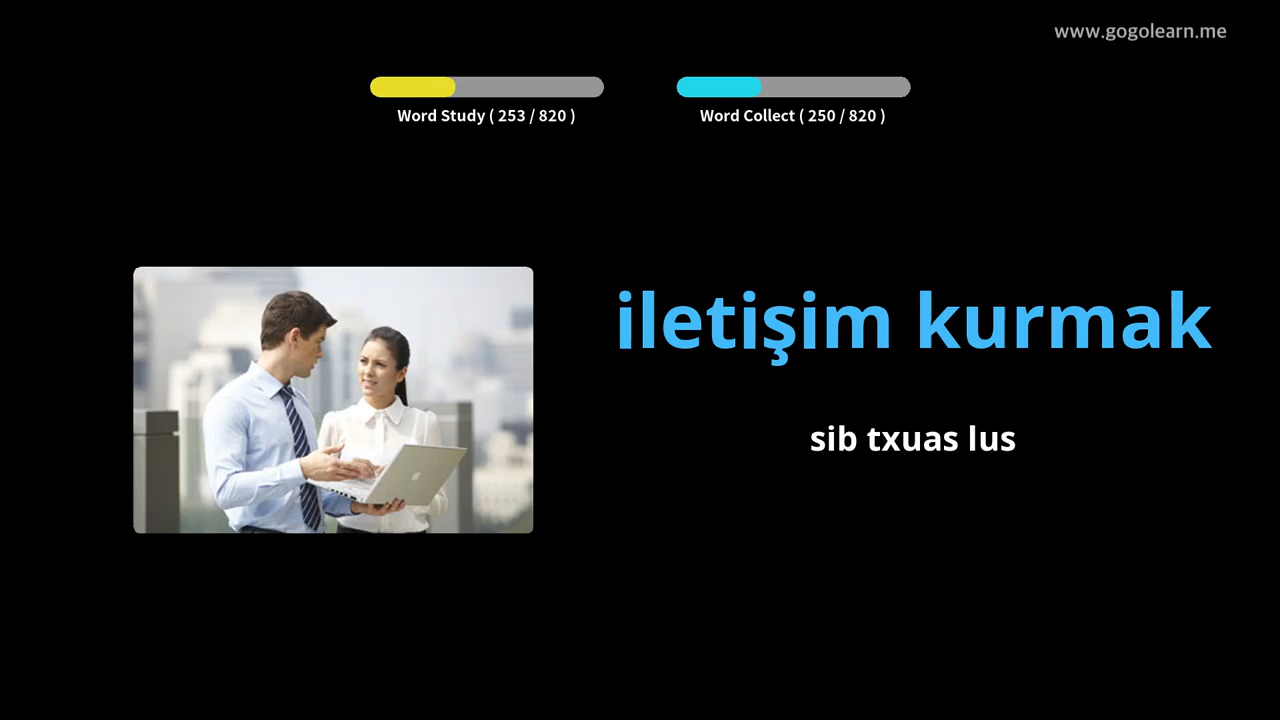 www.gogolearn.me
Word Study ( 253 / 820 )
Word Collect ( 250 / 820 )
iletişim kurmak
sib txuas lus